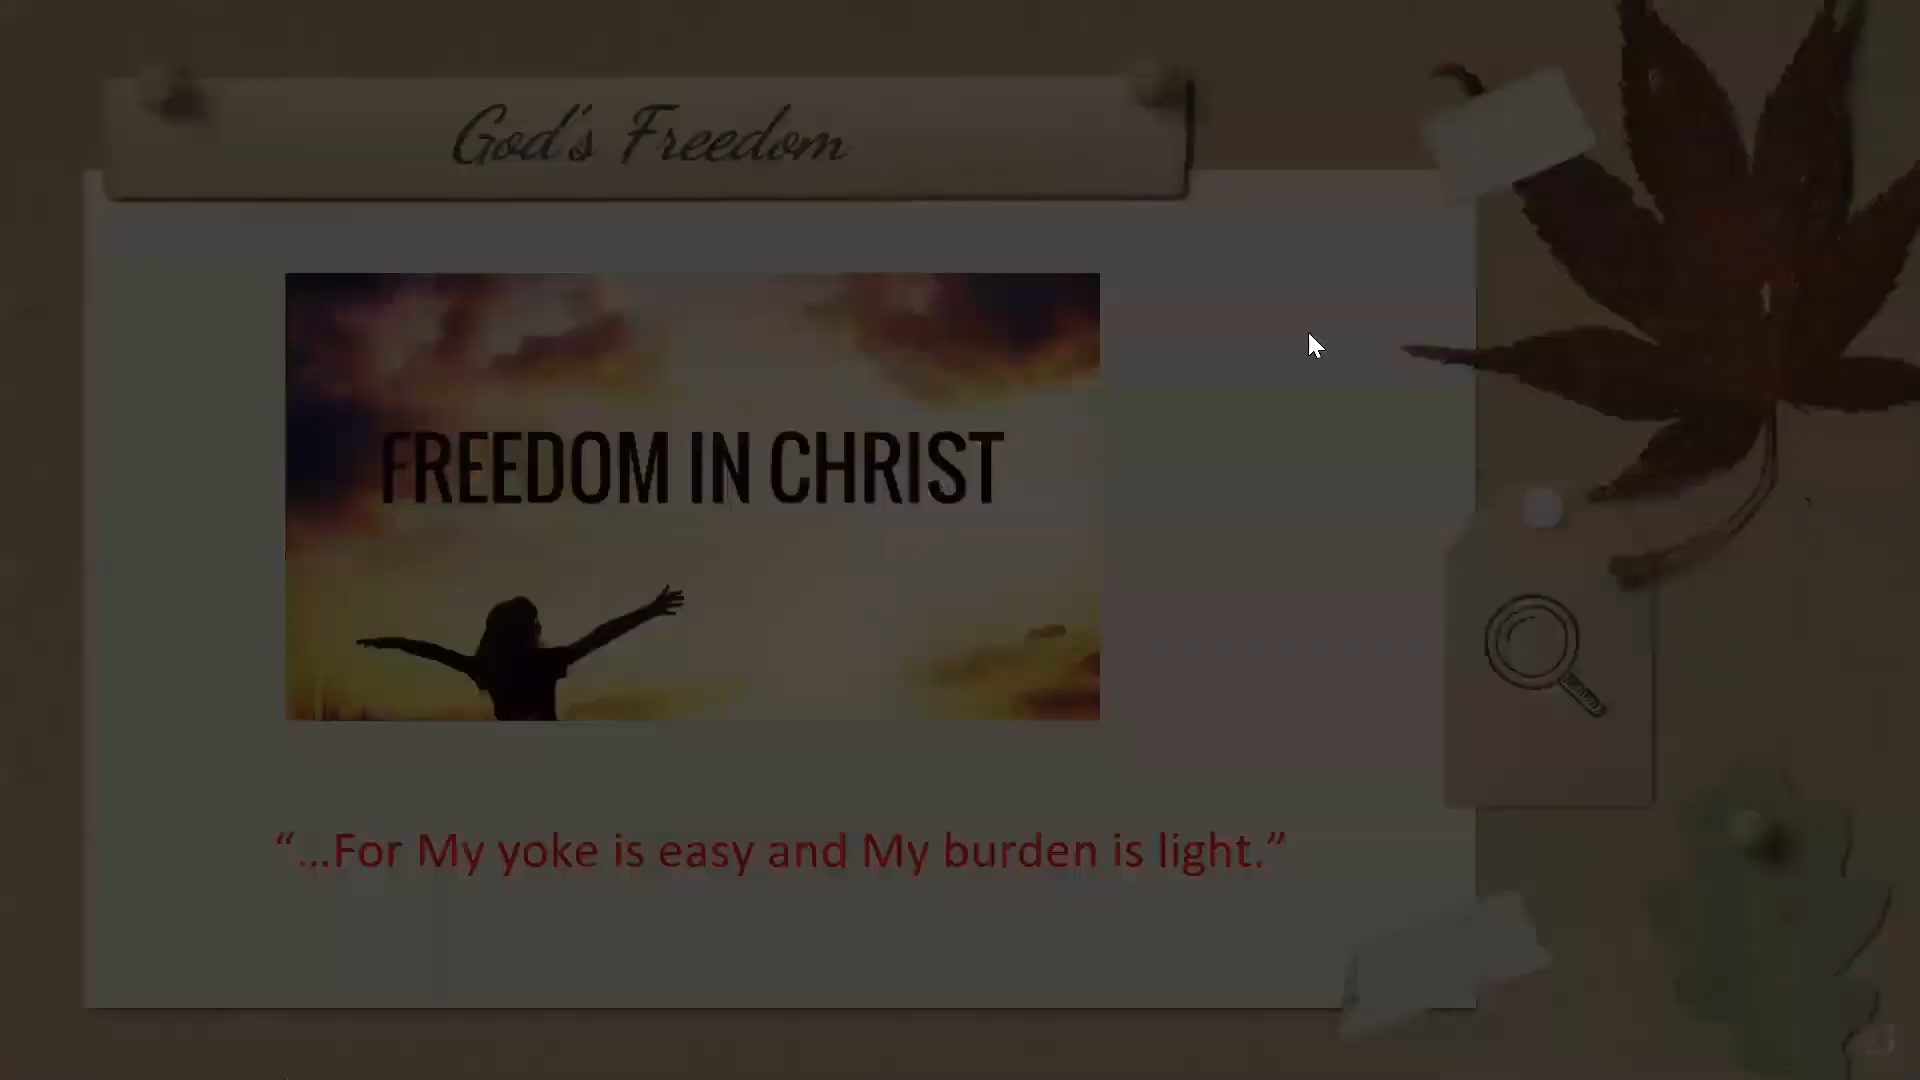 God's Freedom
FREEDOM IN CHRIST
“...For My yoke is easy and My burden is light.”